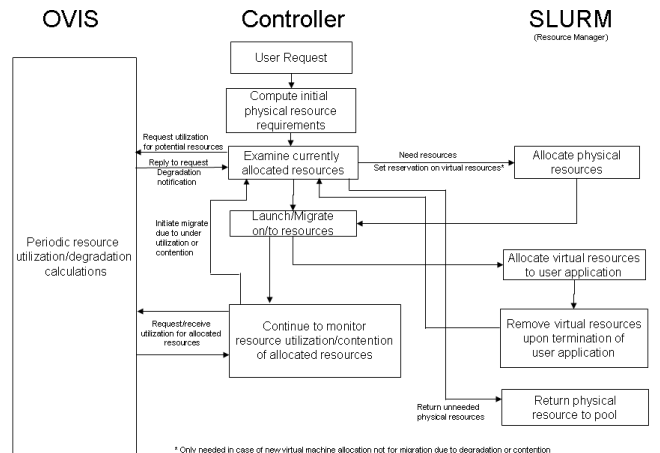 OVIS
Controller
SLURM
(Resource Manager)
User Request
Compute initial
physical resource
requirements
Request utilization
for potential resources
Reply to request
Degradation
notification
Examine currently
allocated resources
Need resources
Set reservation on virtual resources*
Allocate physical
resources
Launch/Migrate
on/to resources
Initiate migrate
due to under
utilization or
contention
Periodic resource
utilization/degradation
calculations
Allocate virtual resources
to user application
Request/receive
utilization for allocated
resources
Continue to monitor
resource utilization/contention
of allocated resources
Remove virtual resources
upon termination of
user application
Return unneeded
physical resources
Return physical
resource to pool
* Only needed in case of new virtual machine allocation not for migration due to degradation or contention